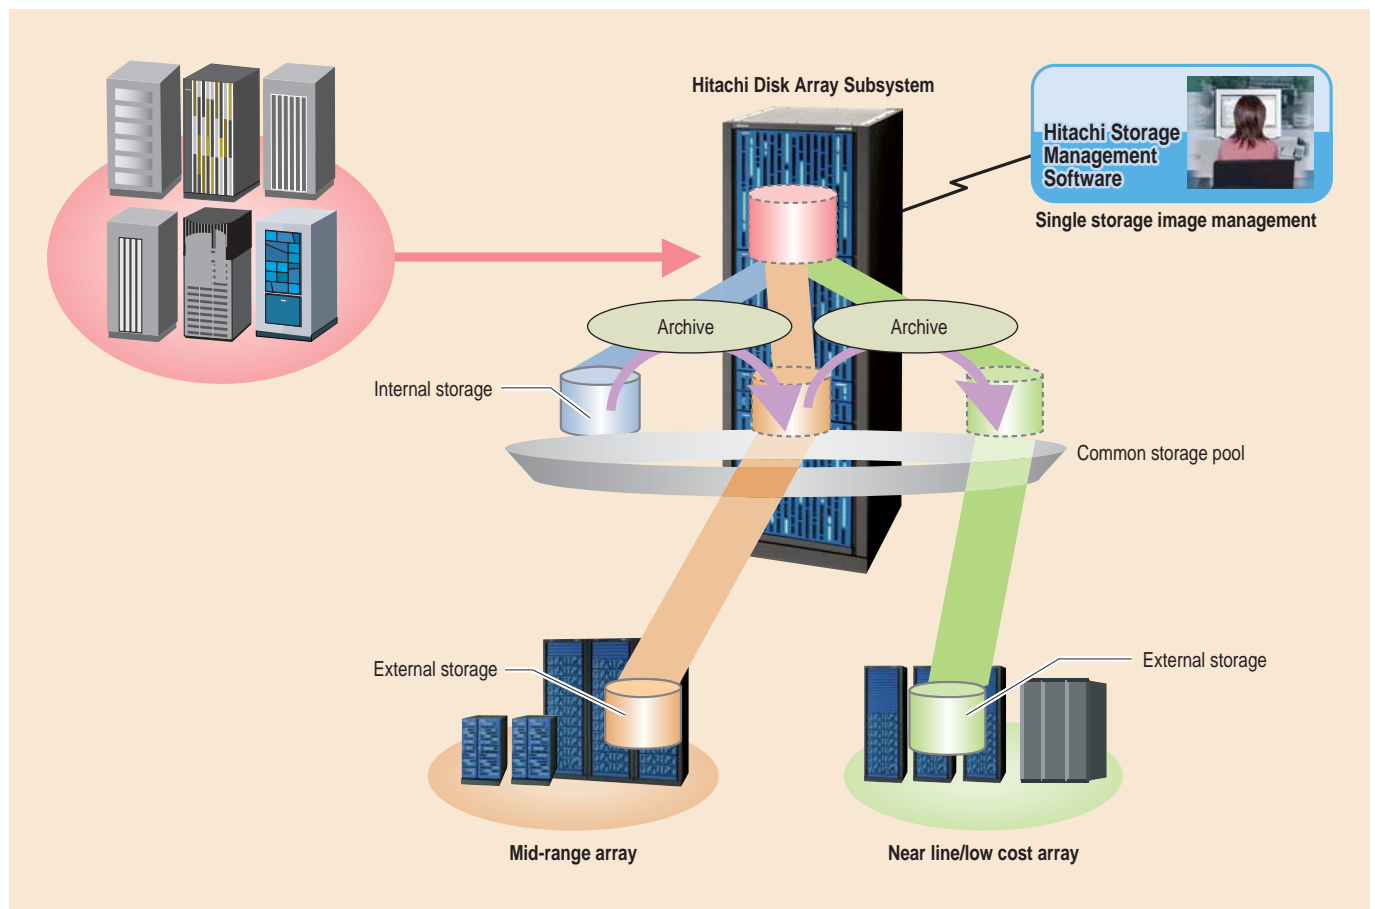 Hitachi Disk Array Subsystem
Hitachi Storage
Management
Software
Single storage image management
Archive
Archive
Internal storage
Common storage pool
External storage
External storage
Mid-range array
Near line/low cost array